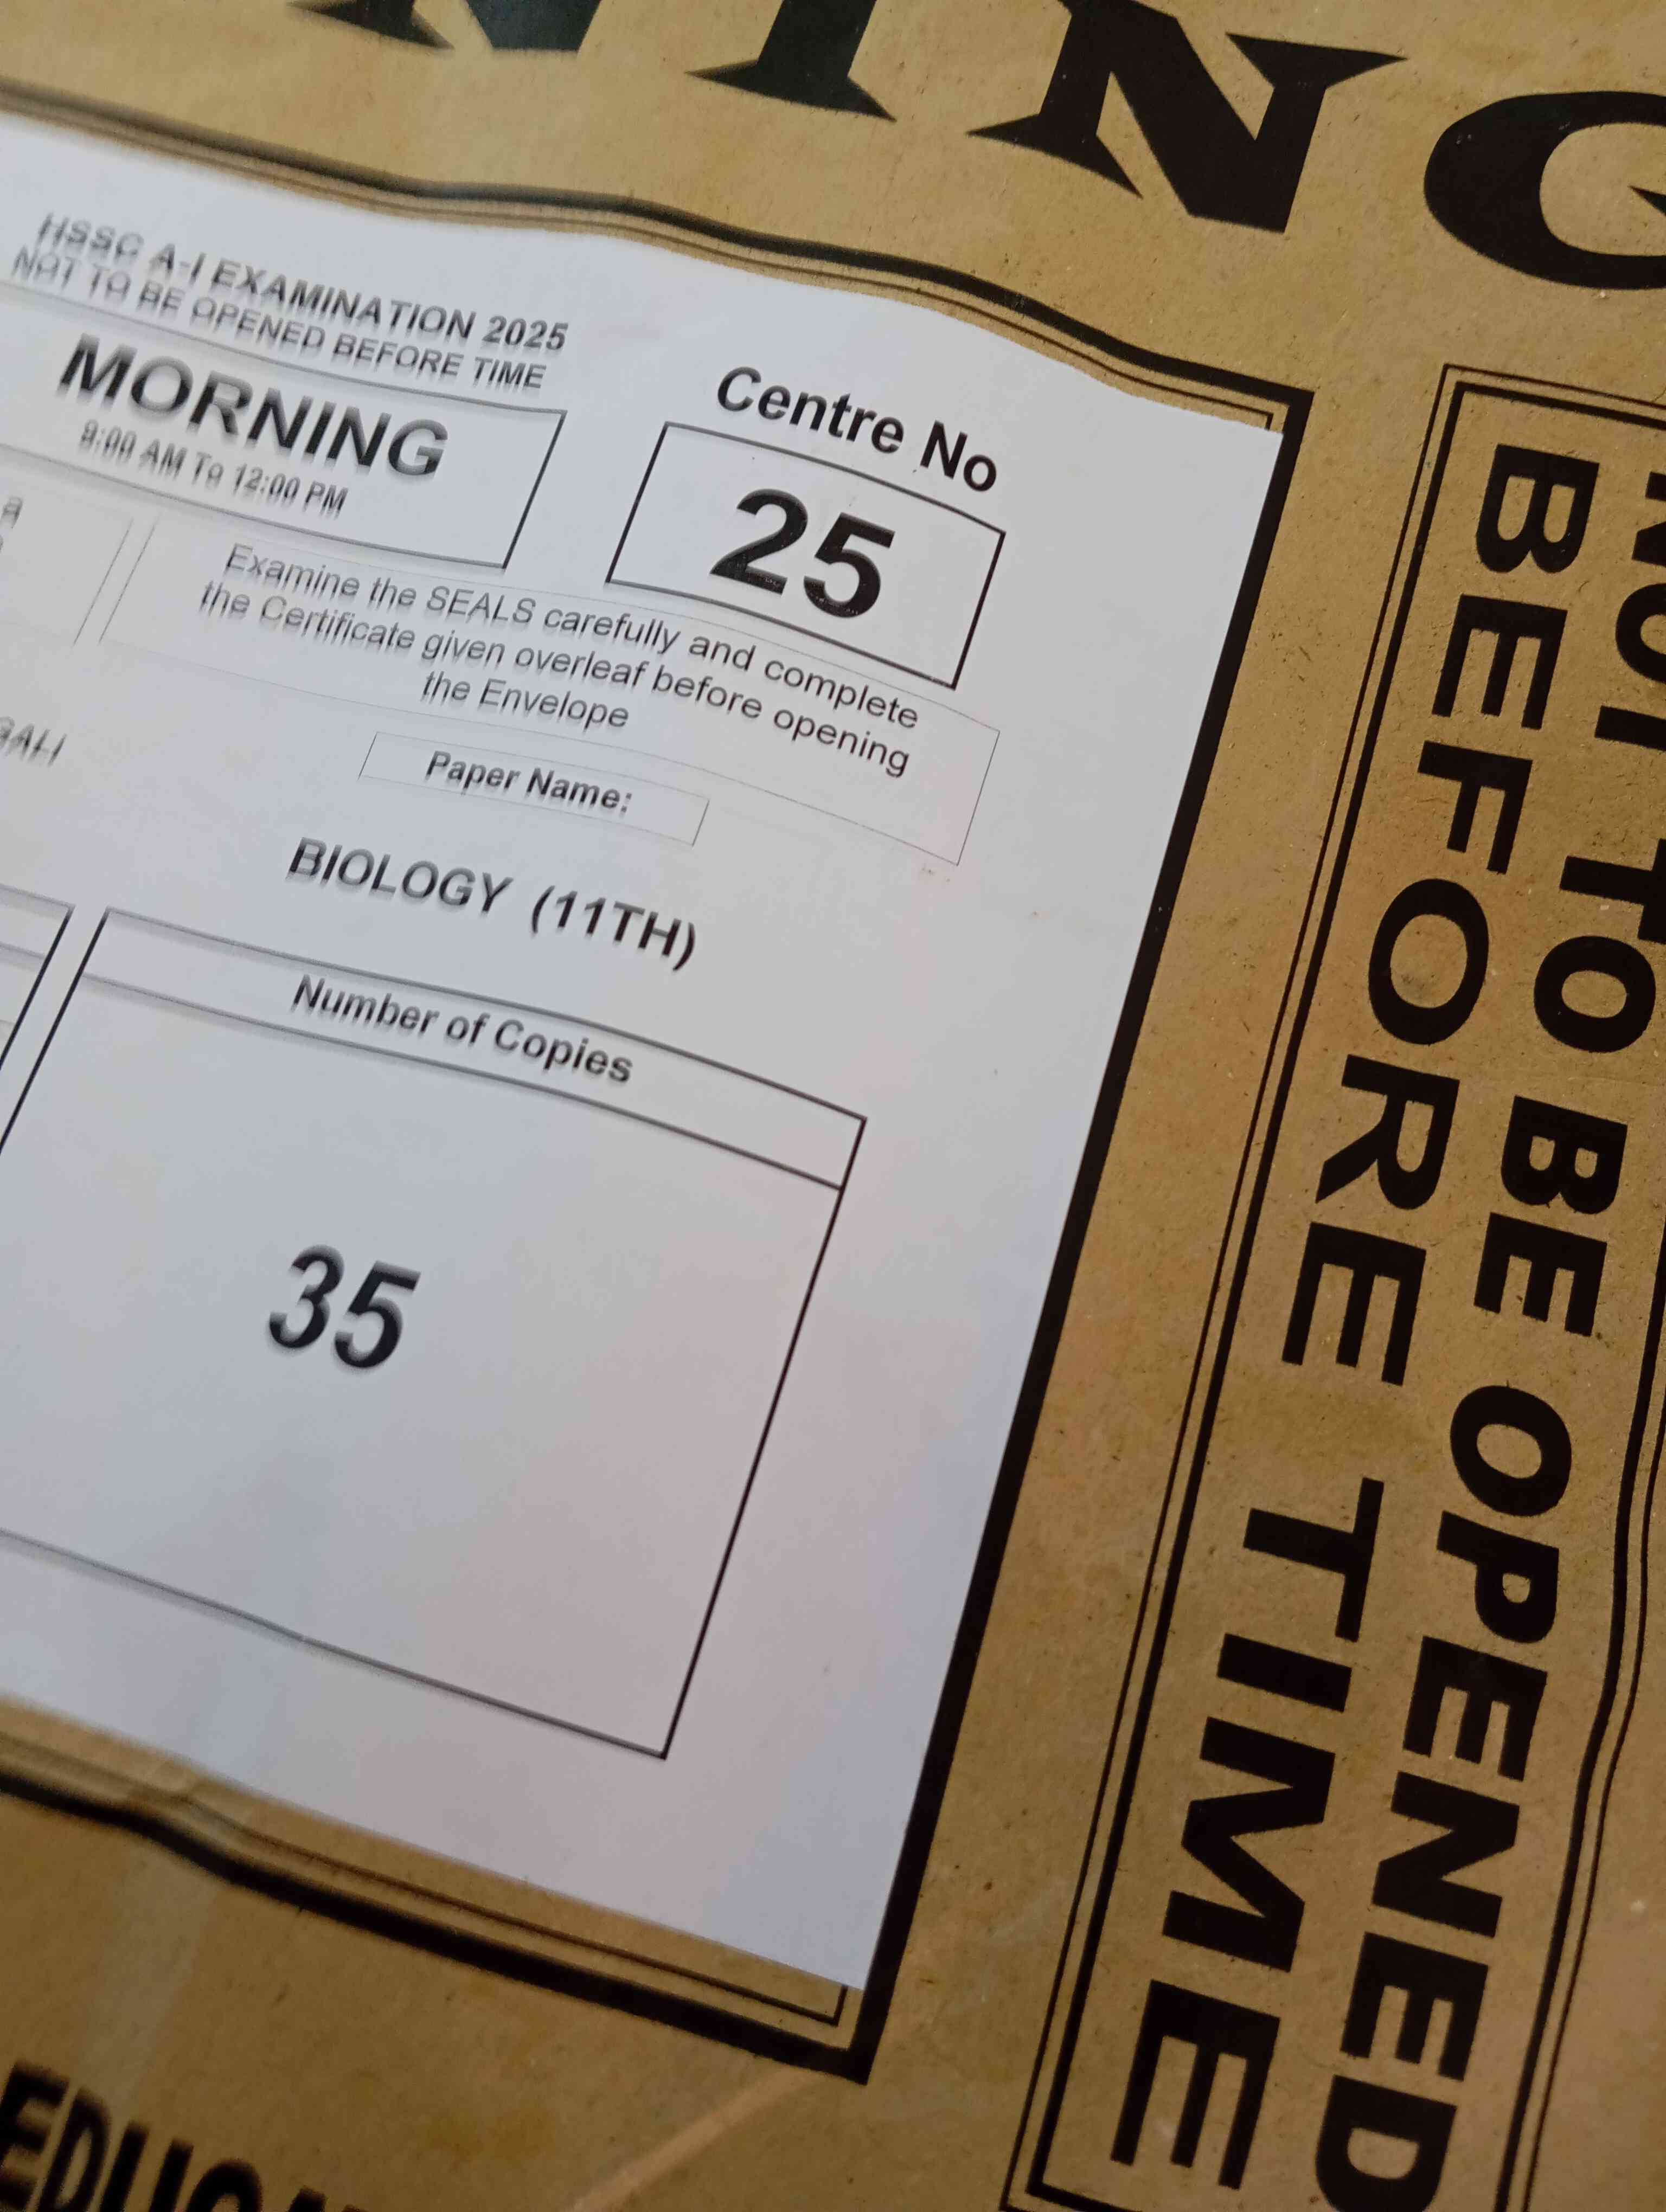 HSSC A-I EXAMINATION 2025
NOT TO BE OPENED BEFORE TIME
MORNING
9:00 AM To 12:00 PM
Centre No
25
Examine the SEALS carefully and complete
the Certificate given overleaf before opening
the Envelope
Paper Name:
BIOLOGY (11TH)
Number of Copies
35
NOT TO BE OPENED
BEFORE TIME